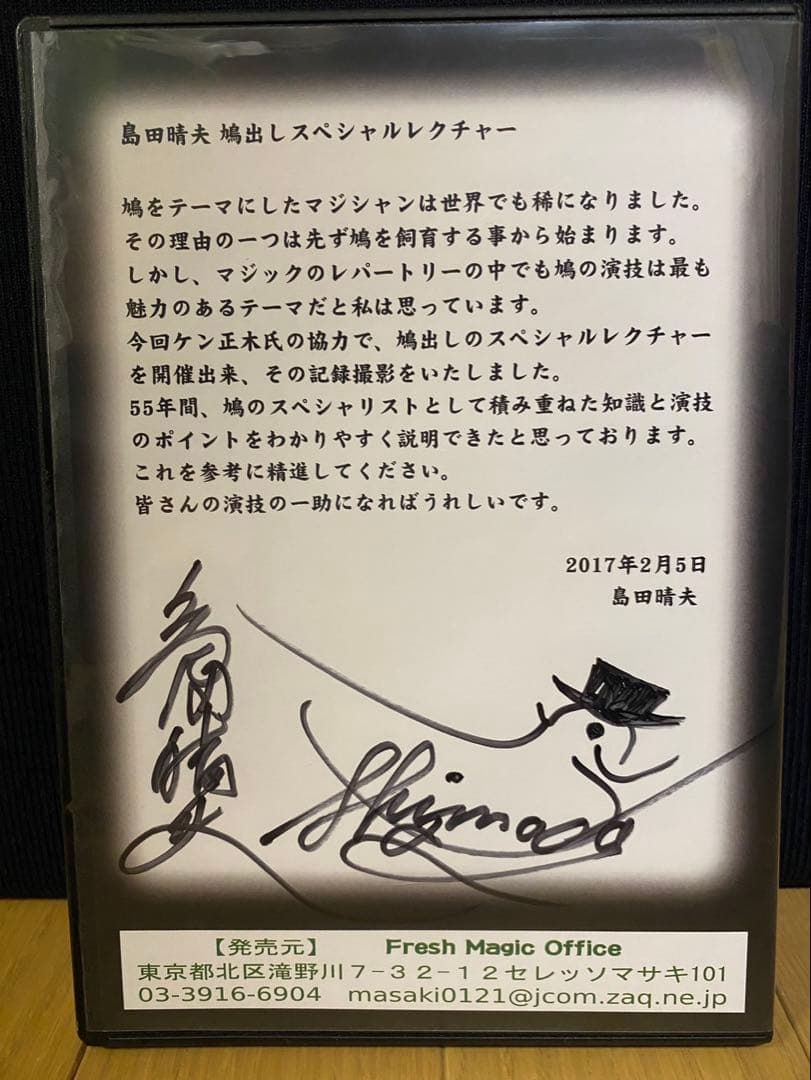 島田晴夫 鳩出しスペシャルレクチャー
鳩をテーマにしたマジシャンは世界でも稀になりました。
その理由の一つは先ず鳩を飼育する事から始まります。
しかし、マジックのレパートリーの中でも鳩の演技は最も
魅力のあるテーマだと私は思っています。
今回ケン正木氏の協力で、鳩出しのスペシャルレクチャー
を開催出来、その記録撮影をいたしました。
55年間、鳩のスペシャリストとして積み重ねた知識と演技
のポイントをわかりやすく説明できたと思っております。
これを参考に精進してください。
皆さんの演技の一助になればうれしいです。
2017年2月5日
島田晴夫
島田晴夫
Shimada
【発売元】 Fresh Magic Office
東京都北区滝野川7-32-12セレッソマサキ101
03-3916-6904 masaki0121@jcom.zaq.ne.jp